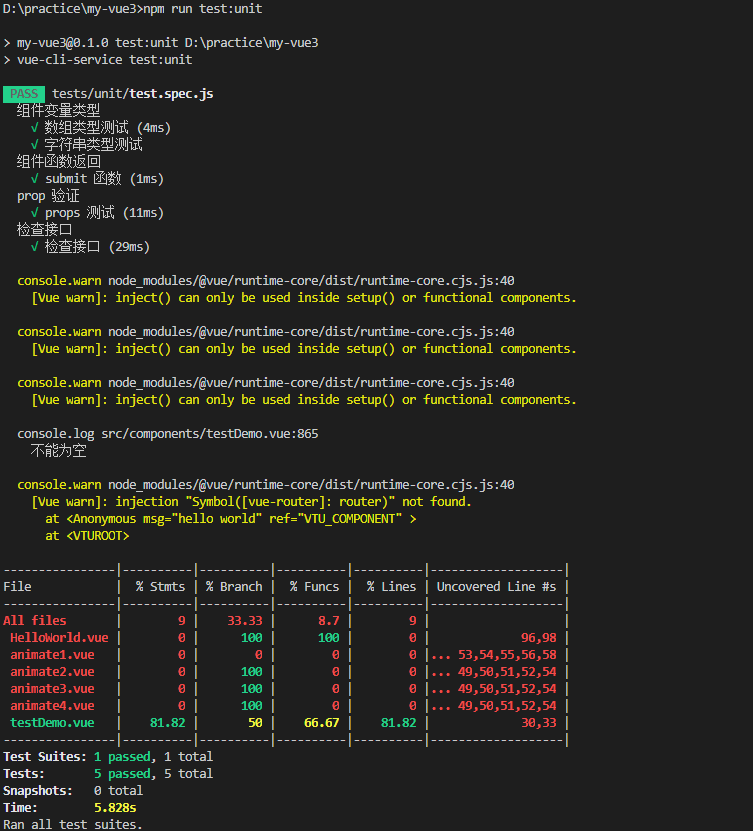 D:\practice\my-vue3>npm run test:unit
> my-vue3@0.1.0 test:unit D:\practice\my-vue3
> vue-cli-service test:unit
PASS tests/unit/test.spec.js
组件变量类型
√ 数组类型测试 (4ms)
√ 字符串类型测试
组件函数返回
√ submit 函数 (1ms)
prop 验证
√ props 测试 (11ms)
检查接口
√ 检查接口 (29ms)
console.warn node_modules/@vue/runtime-core/dist/runtime-core.cjs.js:40
[Vue warn]: inject() can only be used inside setup() or functional components.
console.warn node_modules/@vue/runtime-core/dist/runtime-core.cjs.js:40
[Vue warn]: inject() can only be used inside setup() or functional components.
console.warn node_modules/@vue/runtime-core/dist/runtime-core.cjs.js:40
[Vue warn]: inject() can only be used inside setup() or functional components.
console.log src/components/testDemo.vue:865
不能为空
console.warn node_modules/@vue/runtime-core/dist/runtime-core.cjs.js:40
[Vue warn]: injection "Symbol([vue-router]: router)" not found.
at <Anonymous msg="hello world" ref="VTU_COMPONENT" >
at <VTUROOT>
----------------|----------|----------|----------|----------|-------------------|
File            |  % Stmts | % Branch |  % Funcs |  % Lines | Uncovered Line #s |
----------------|----------|----------|----------|----------|-------------------|
All files       |        9 |    33.33 |      8.7 |        9 |                   |
HelloWorld.vue |        0 |      100 |      100 |        0 |             96,98 |
animate1.vue   |        0 |        0 |        0 |        0 |... 53,54,55,56,58 |
animate2.vue   |        0 |      100 |        0 |        0 |... 49,50,51,52,54 |
animate3.vue   |        0 |      100 |        0 |        0 |... 49,50,51,52,54 |
animate4.vue   |        0 |      100 |        0 |        0 |... 49,50,51,52,54 |
testDemo.vue   |    81.82 |       50 |    66.67 |    81.82 |             30,33 |
----------------|----------|----------|----------|----------|-------------------|
Test Suites: 1 passed, 1 total
Tests:       5 passed, 5 total
Snapshots:   0 total
Time:        5.828s
Ran all test suites.